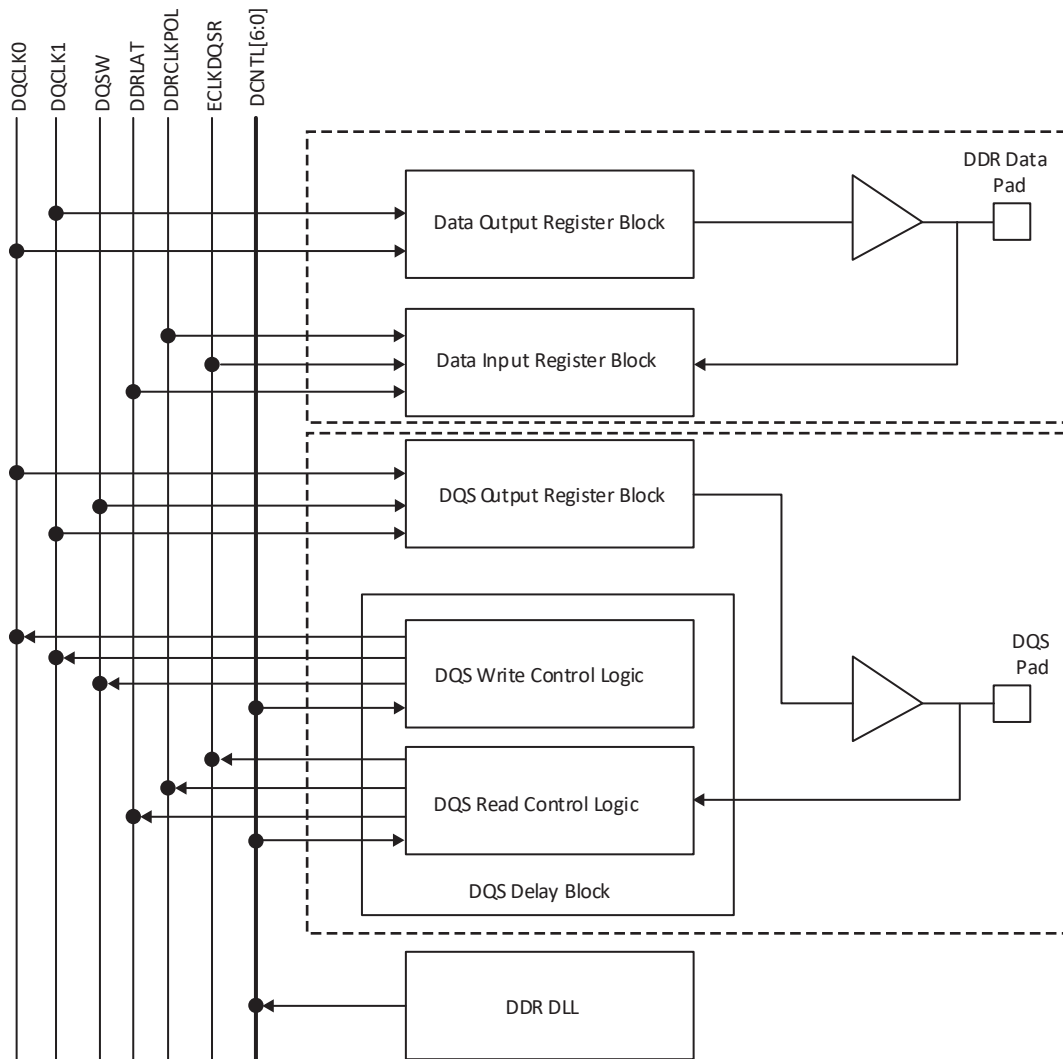 DQCLK0
DQCLK1
DQSW
DDRLAT
DDRCLKPOL
ECLKDQSR
DCNTL[6:0]
DDR Data
Pad
Data Output Register Block
Data Input Register Block
DQS Output Register Block
DQS Write Control Logic
DQS
Pad
DQS Read Control Logic
DQS Delay Block
DDR DLL